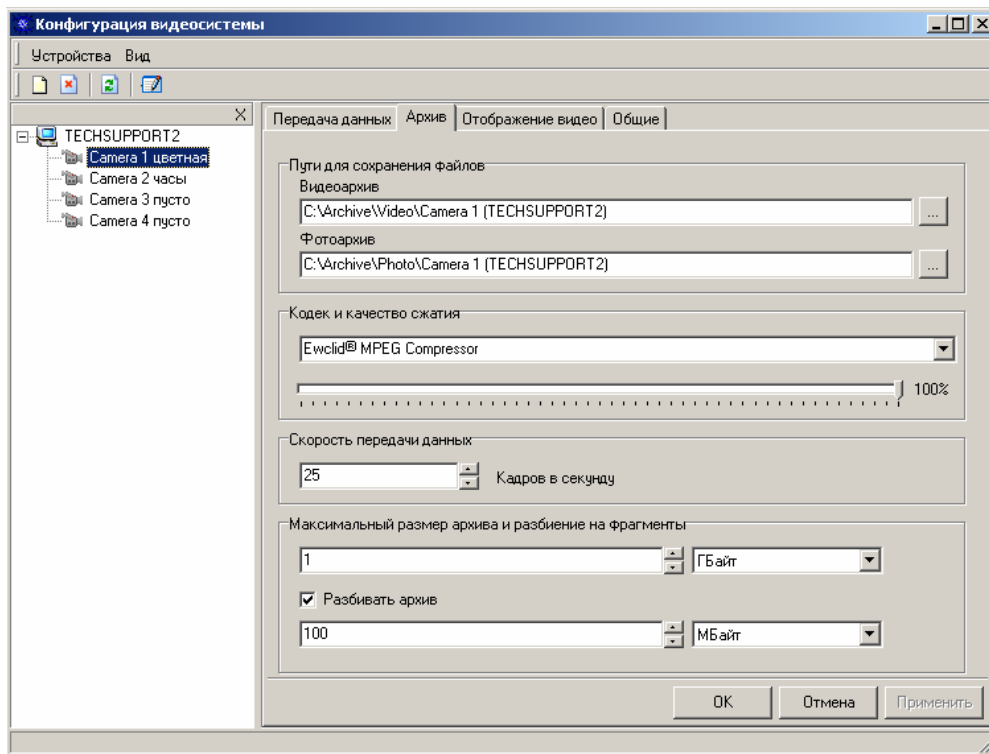 Конфигурация видеосистемы
Устройства Вид
TECHSUPPORT2
Camera 1 цветная
Camera 2 часы
Camera 3 пусто
Camera 4 пусто
Передача данных Архив Отображение видео Общие
Пути для сохранения файлов
Видеоархив
C:\Archive\Video\Camera 1 (TECHSUPPORT2)
...
Фотоархив
C:\Archive\Photo\Camera 1 (TECHSUPPORT2)
...
Кодек и качество сжатия
Ewclid® MPEG Compressor
100%
Скорость передачи данных
25 Кадров в секунду
Максимальный размер архива и разбиение на фрагменты
1 ГБайт
Разбивать архив
100 МБайт
OK Отмена Применить